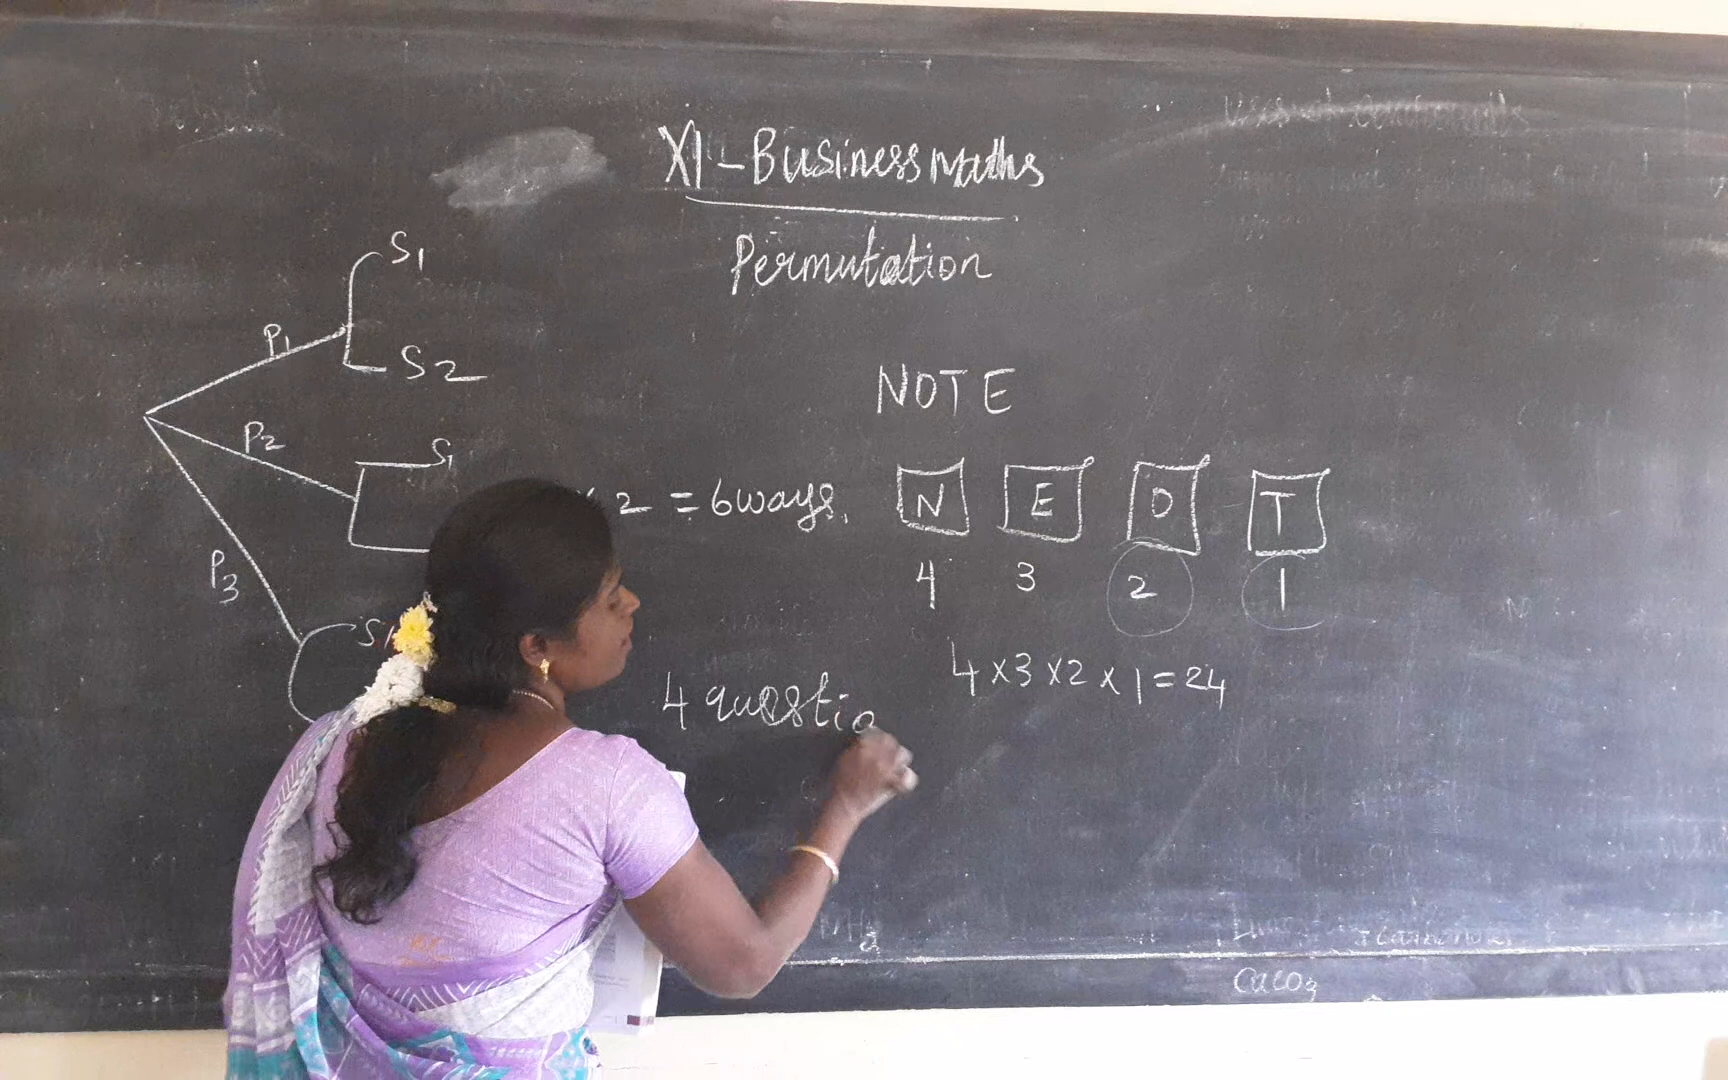 XI - Business Maths
Permutation
P1
S1
S2
P2
S1
P3
S1
2 = 6 ways.
NOTE
N E O T
4 3 2 1
4 x 3 x 2 x 1 = 24
4 questio
CaCO3